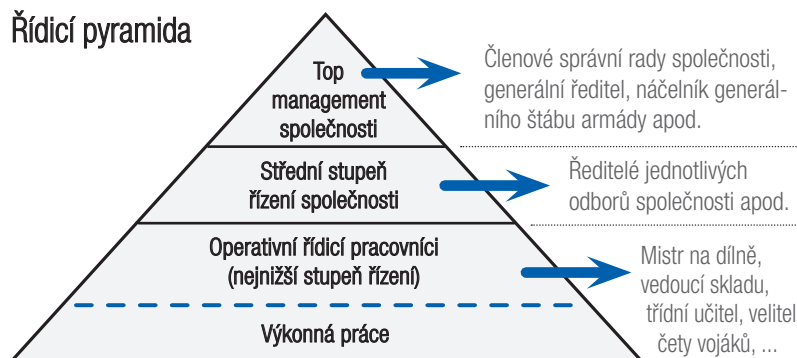 Řídicí pyramida
Top
management
společnosti
Členové správní rady společnosti,
generální ředitel, náčelník generál-
ního štábu armády apod.
Střední stupeň
řízení společnosti
Ředitelé jednotlivých
odborů společnosti apod.
Operativní řídicí pracovníci
(nejnižší stupeň řízení)
Mistr na dílně,
vedoucí skladu,
třídní učitel, velitel
čety vojáků, ...
Výkonná práce